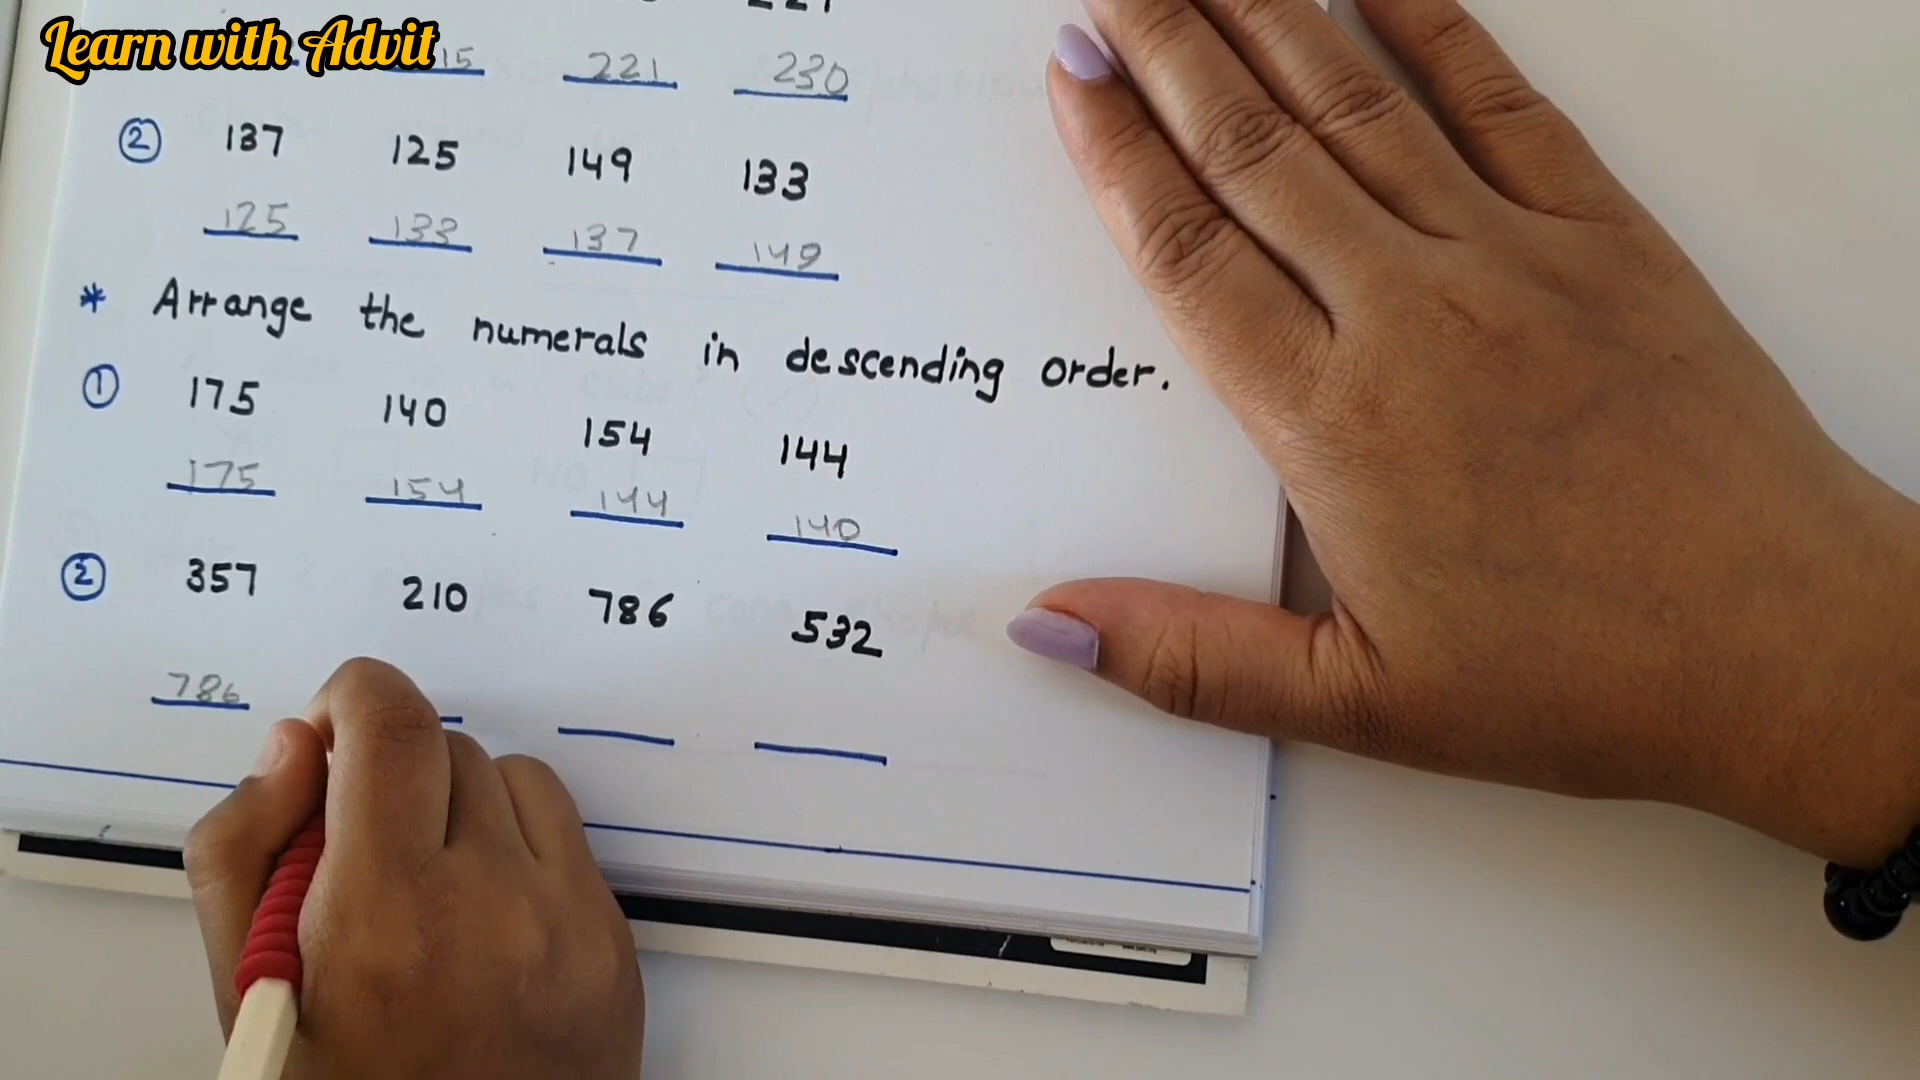 Learn with Advit
15 221 230
② 137 125 149 133
125 133 137 149
* Arrange the numerals in descending order.
① 175 140 154 144
175 154 144 140
② 357 210 786 532
786